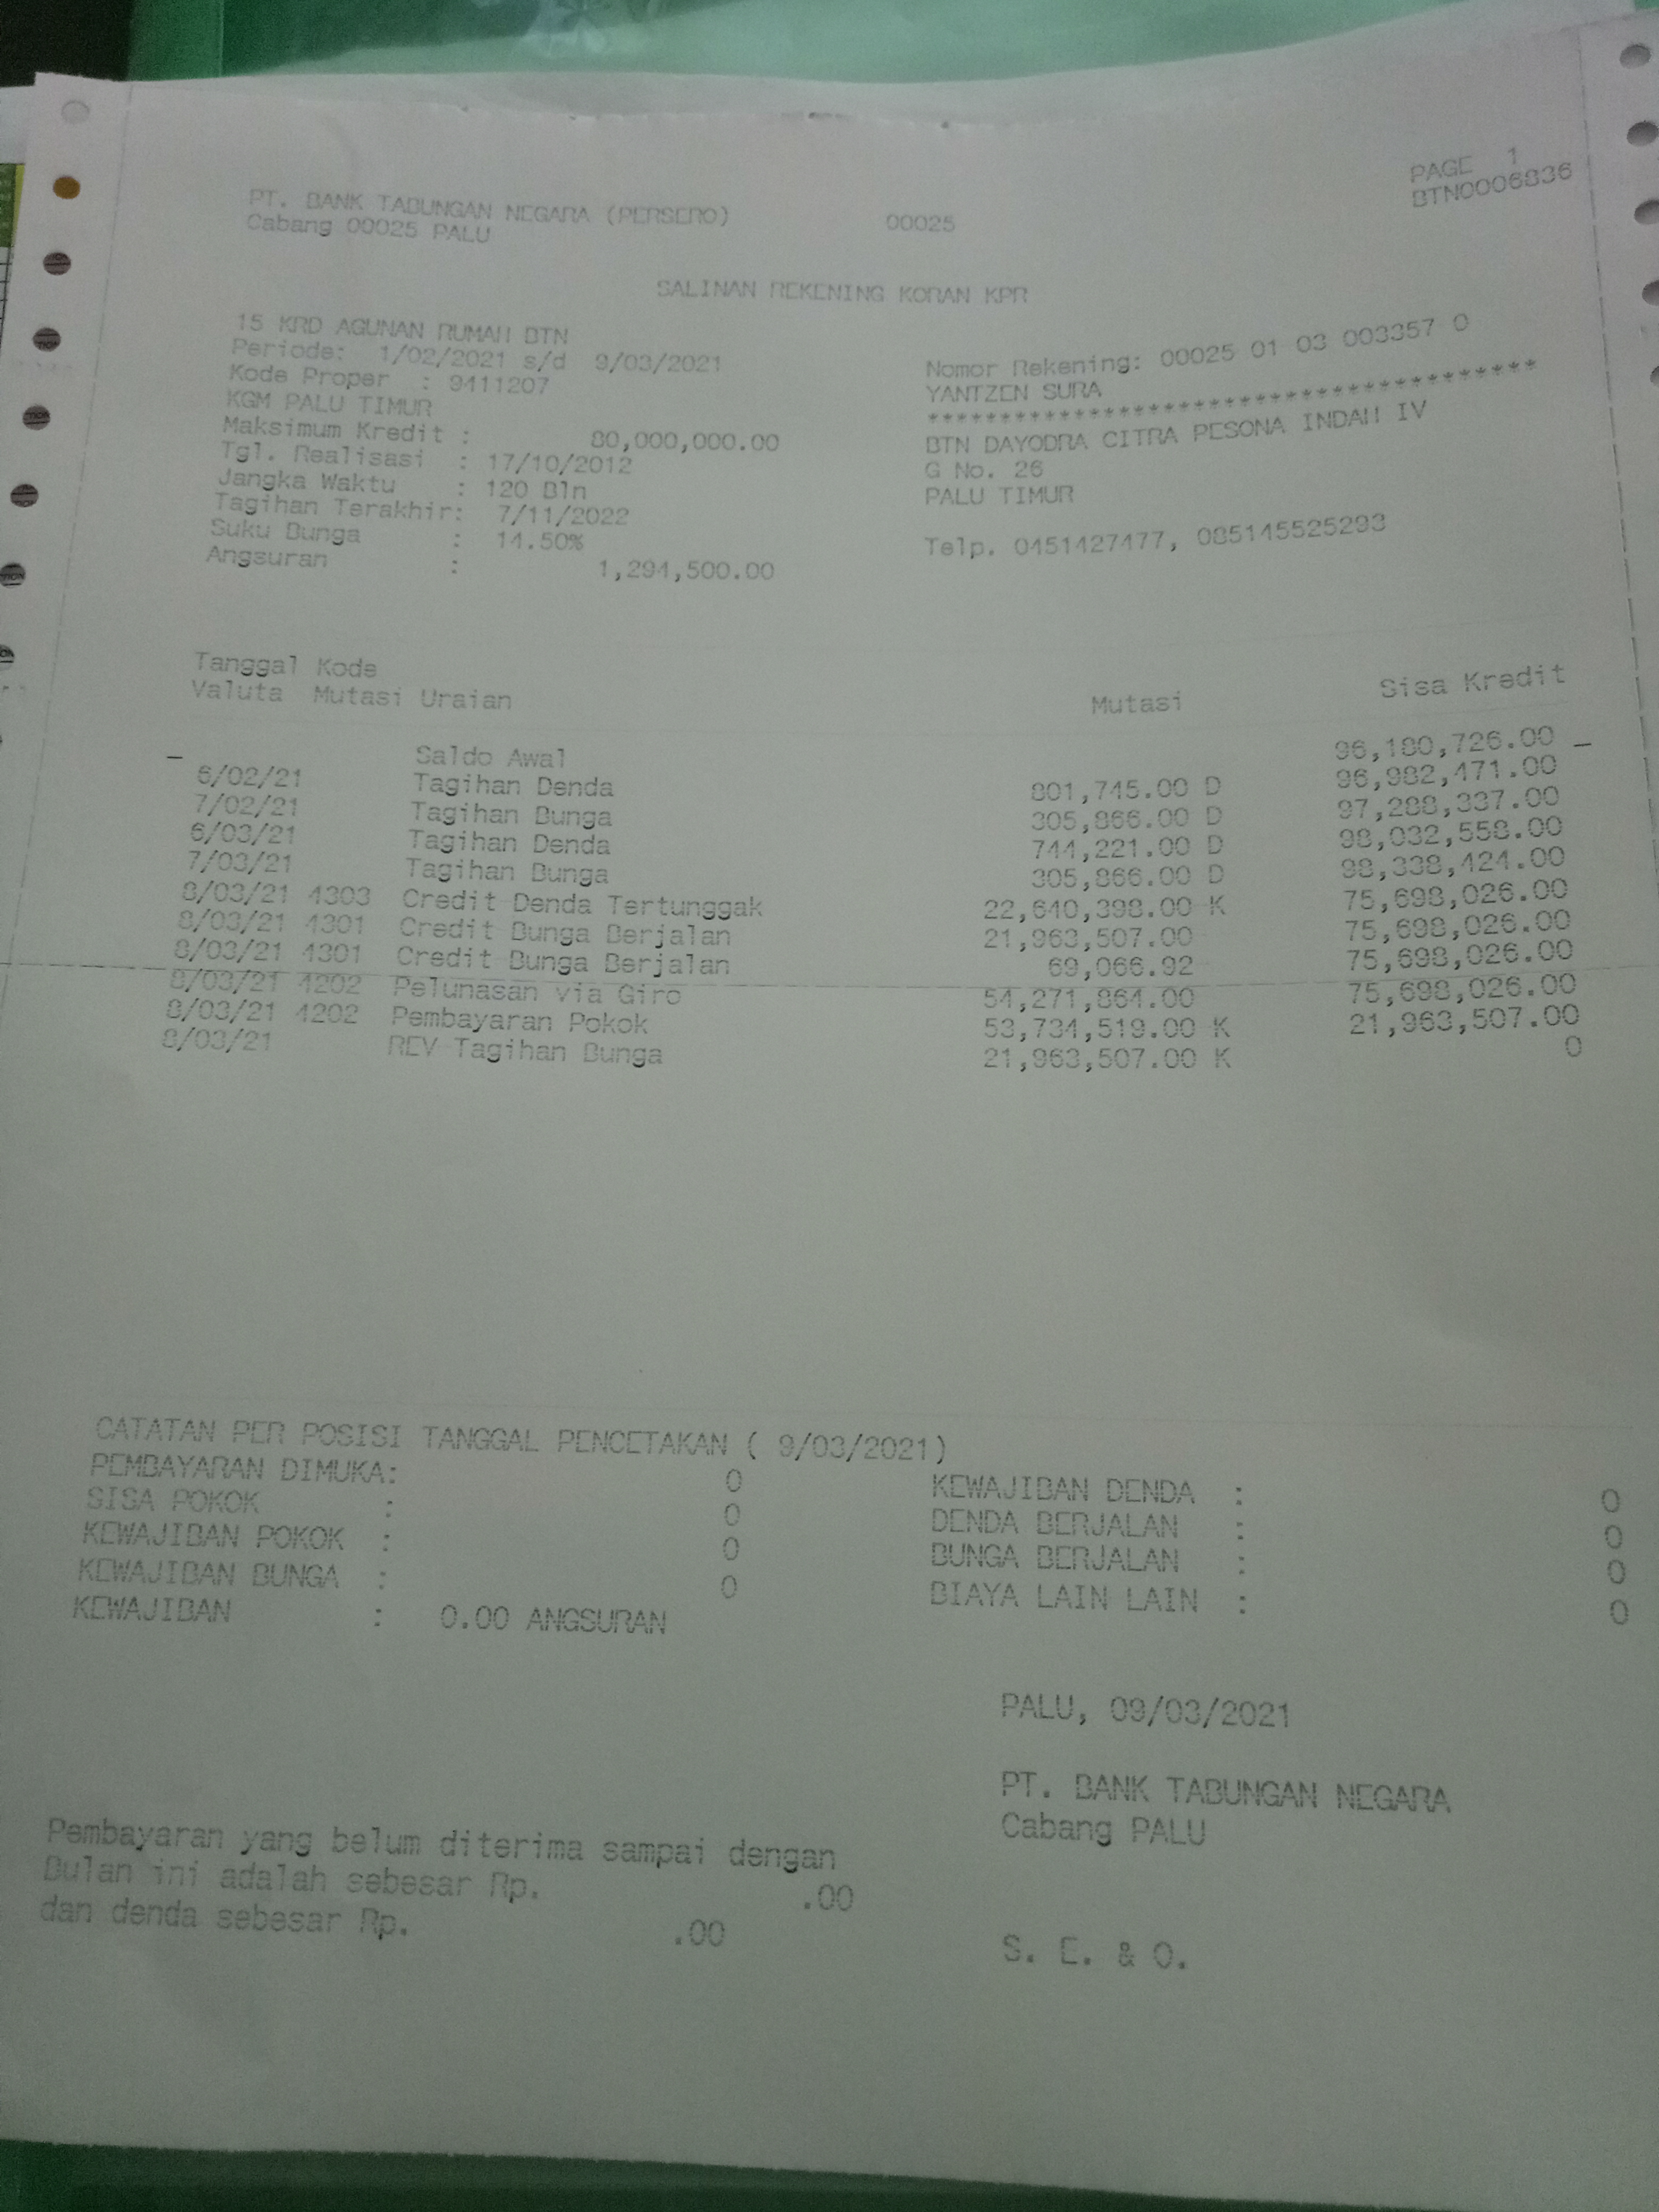 PAGE 1
BTN0006836
PT. BANK TABUNGAN NEGARA (PERSERO) 00025
Cabang 00025 PALU
SALINAN REKENING KORAN KPR
15 KRD AGUNAN RUMAH BTN
Periode: 1/02/2021 s/d 9/03/2021
Kode Proper : 9411207
KGM PALU TIMUR
Maksimum Kredit : 80,000,000.00
Tgl. Realisasi : 17/10/2012
Jangka Waktu : 120 Bln
Tagihan Terakhir: 7/11/2022
Suku Bunga : 14.50%
Angsuran : 1,294,500.00
Nomor Rekening: 00025 01 03 003357 0
YANTZEN SURA
****************************************
BTN DAYODRA CITRA PESONA INDAH IV
G No. 26
PALU TIMUR
Telp. 0451427477, 085145525293
Tanggal Kode
Valuta Mutasi Uraian Mutasi Sisa Kredit
Saldo Awal 96,180,726.00
6/02/21 Tagihan Denda 801,745.00 D 96,982,471.00
7/02/21 Tagihan Bunga 305,866.00 D 97,288,337.00
6/03/21 Tagihan Denda 744,221.00 D 98,032,558.00
7/03/21 Tagihan Bunga 305,866.00 D 98,338,424.00
8/03/21 4303 Credit Denda Tertunggak 22,640,398.00 K 75,698,026.00
8/03/21 4301 Credit Bunga Berjalan 21,963,507.00 75,698,026.00
8/03/21 4301 Credit Bunga Berjalan 69,066.92 75,698,026.00
8/03/21 4202 Pelunasan via Giro 54,271,864.00 75,698,026.00
8/03/21 4202 Pembayaran Pokok 53,734,519.00 K 21,963,507.00
8/03/21 REV Tagihan Bunga 21,963,507.00 K 0
CATATAN PER POSISI TANGGAL PENCETAKAN ( 9/03/2021)
PEMBAYARAN DIMUKA: 0 KEWAJIBAN DENDA : 0
SISA POKOK : 0 DENDA BERJALAN : 0
KEWAJIBAN POKOK : 0 BUNGA BERJALAN : 0
KEWAJIBAN BUNGA : 0 BIAYA LAIN LAIN : 0
KEWAJIBAN : 0.00 ANGSURAN
PALU, 09/03/2021
PT. BANK TABUNGAN NEGARA
Cabang PALU
Pembayaran yang belum diterima sampai dengan
Bulan ini adalah sebesar Rp. .00
dan denda sebesar Rp. .00
S. E. & O.